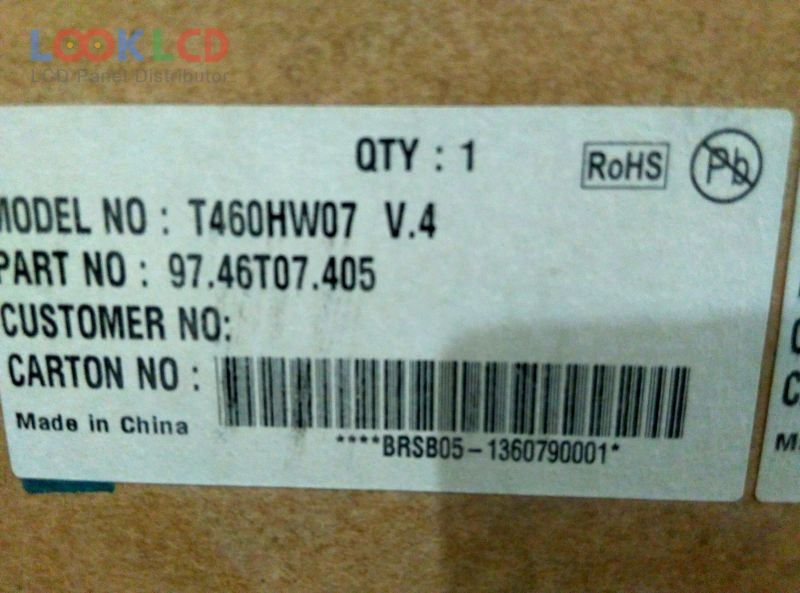 LOOKLCD
LCD Panel Distributor
QTY : 1
RoHS
Pb
MODEL NO : T460HW07 V.4
PART NO : 97.46T07.405
CUSTOMER NO:
CARTON NO :
Made in China
****BRSB05-1360790001*